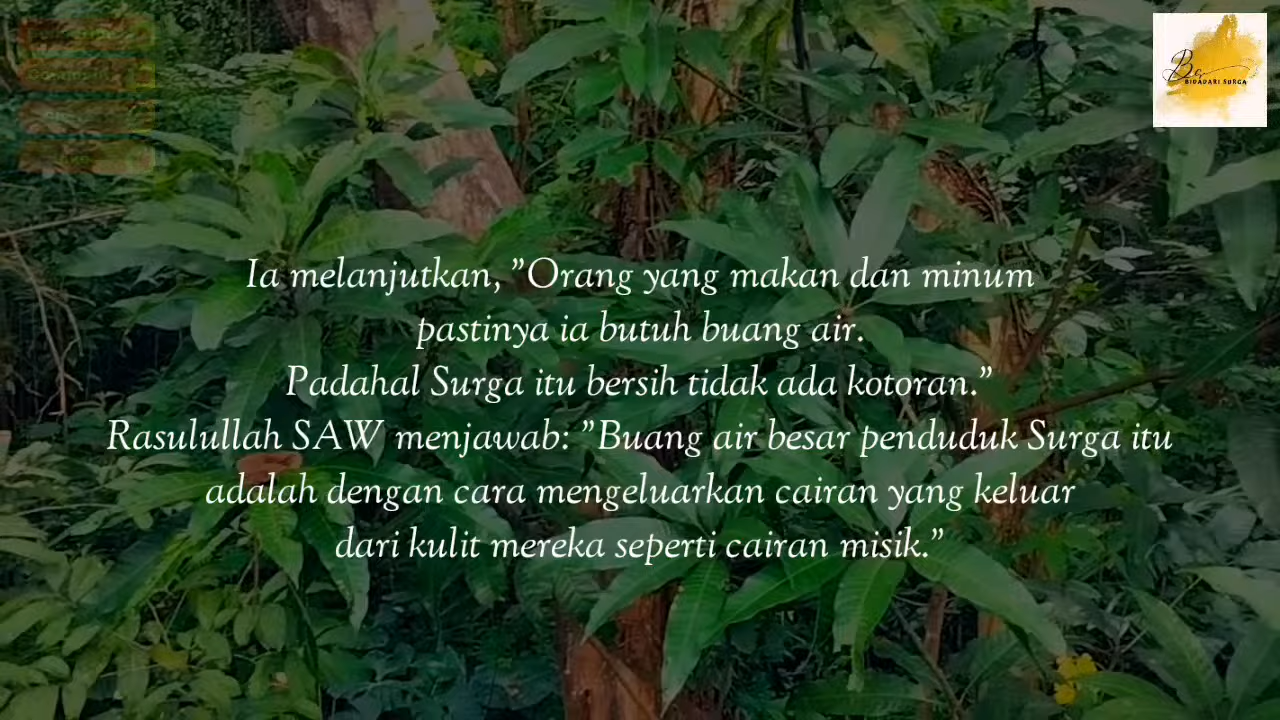 BIDADARI SURGA
Ia melanjutkan, ”Orang yang makan dan minum
pastinya ia butuh buang air.
Padahal Surga itu bersih tidak ada kotoran.”
Rasulullah SAW menjawab: ”Buang air besar penduduk Surga itu
adalah dengan cara mengeluarkan cairan yang keluar
dari kulit mereka seperti cairan misik.”